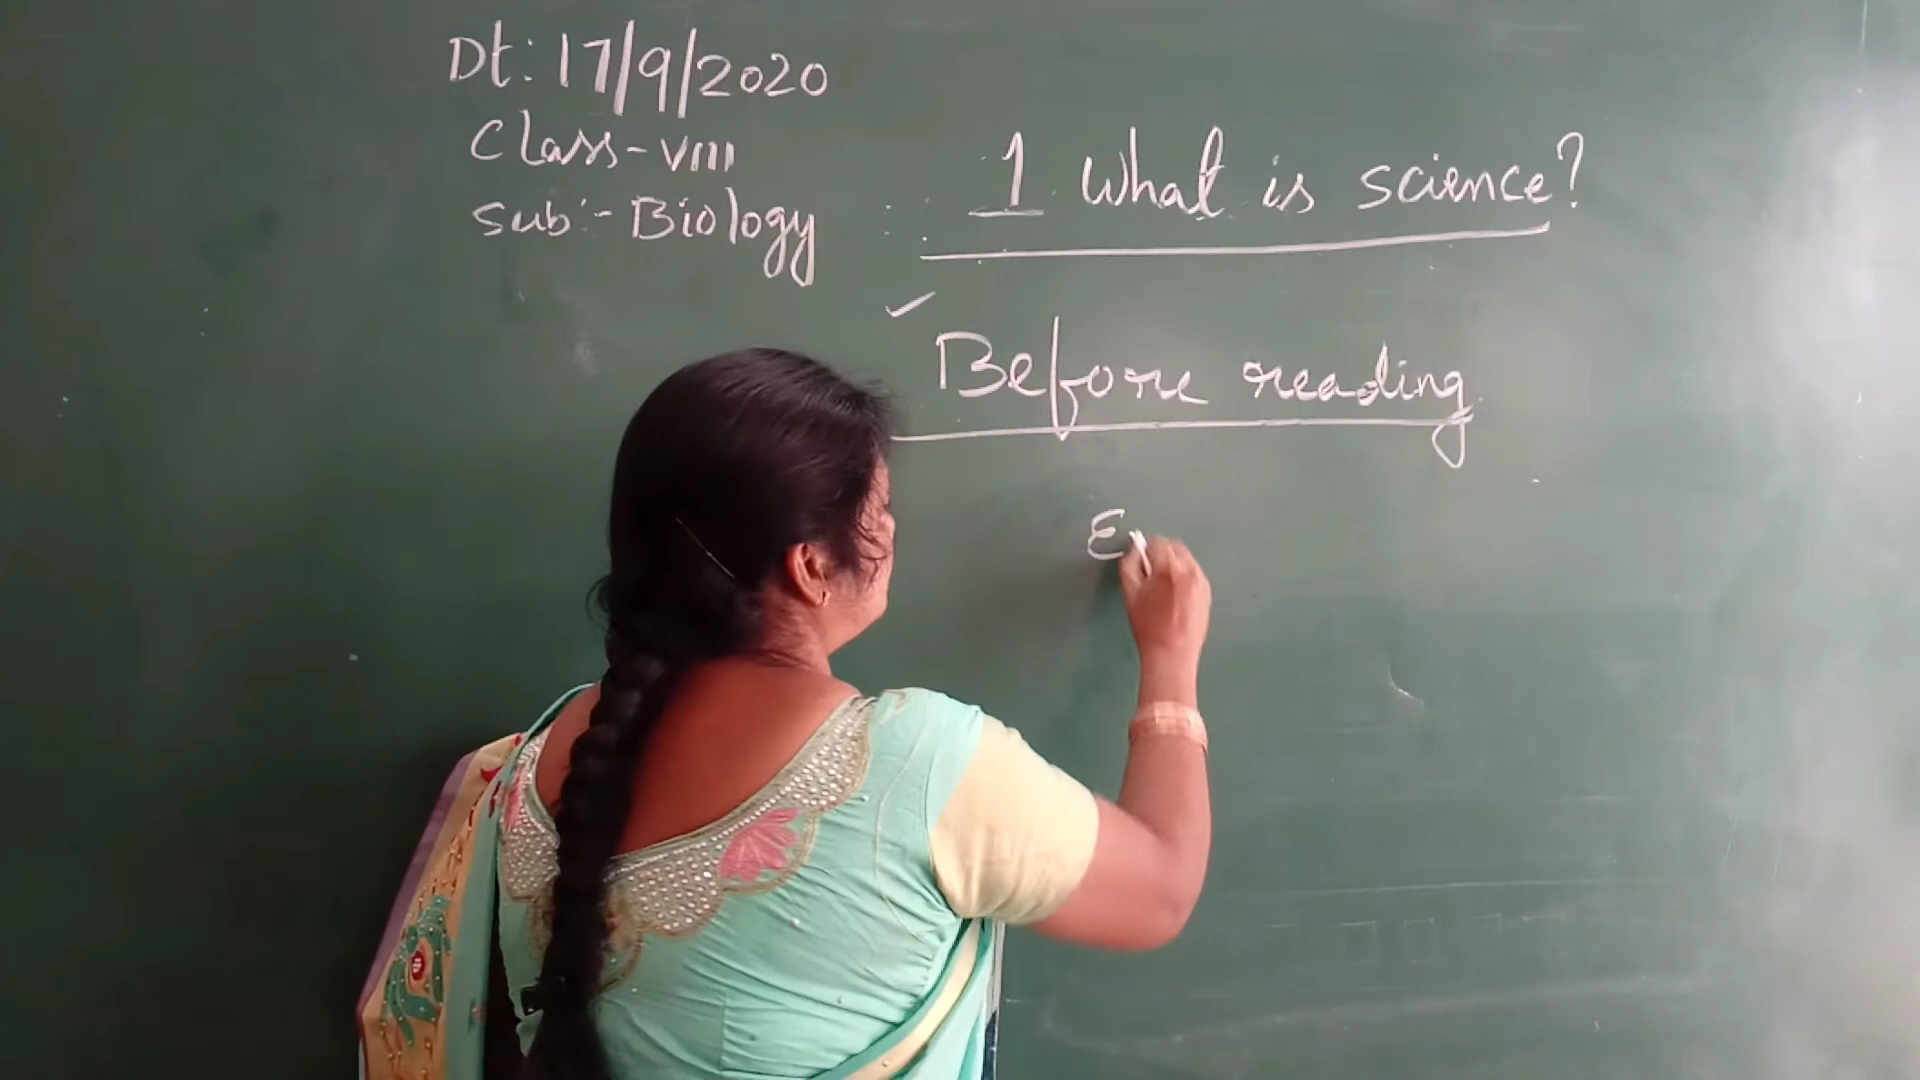 Dt: 17/9/2020
Class-VIII
Sub:- Biology
1. What is science?
Before reading
E